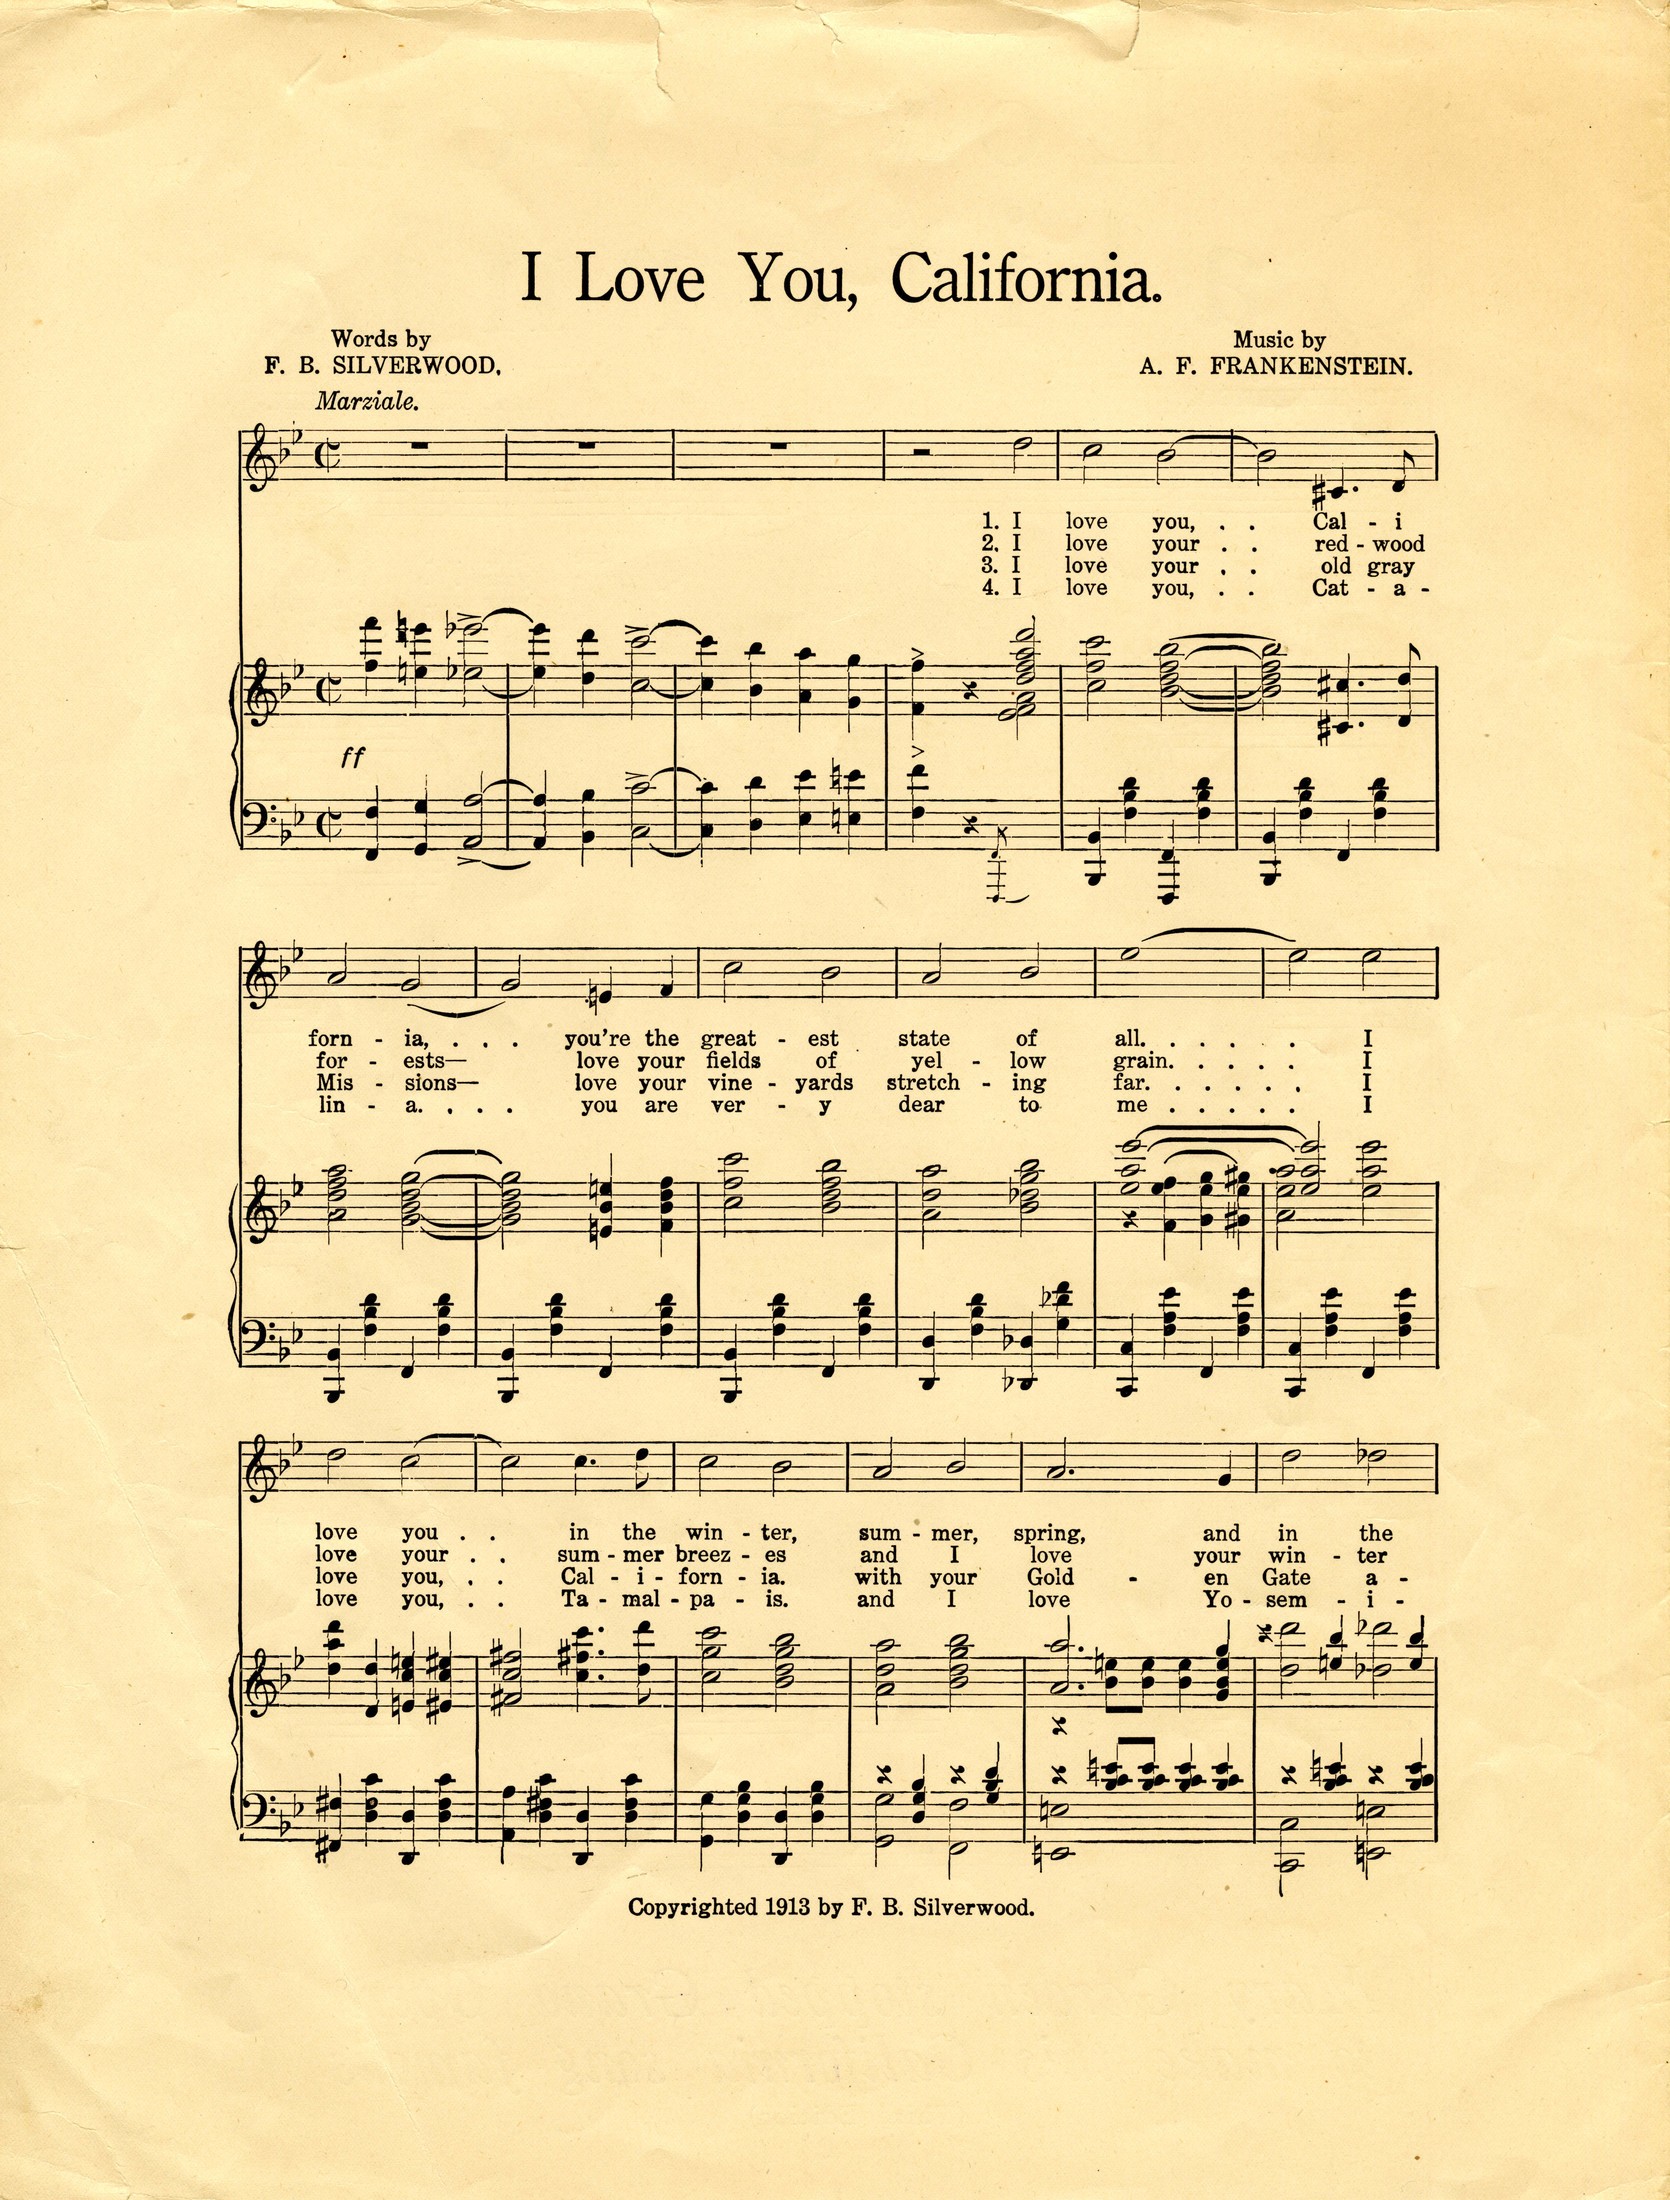 I Love You, California.
Words by
F. B. SILVERWOOD.
Music by
A. F. FRANKENSTEIN.
Marziale.
1. I love you, . . Cal - i
2. I love your . . red - wood
3. I love your . . old gray
4. I love you, . . Cat - a -
ff
forn - ia, . . . you're the great - est state of all. . . . . . I
for - ests— love your fields of yel - low grain. . . . . I
Mis - sions— love your vine - yards stretch - ing far. . . . . . I
lin - a. . . . you are ver - y dear to me . . . . . I
love you . . in the win - ter, sum - mer, spring, and in the
love your . . sum - mer breez - es and I love your win - ter
love you, . . Cal - i - forn - ia. with your Gold - en Gate a -
love you, . . Ta - mal - pa - is. and I love Yo - sem - i -
Copyrighted 1913 by F. B. Silverwood.